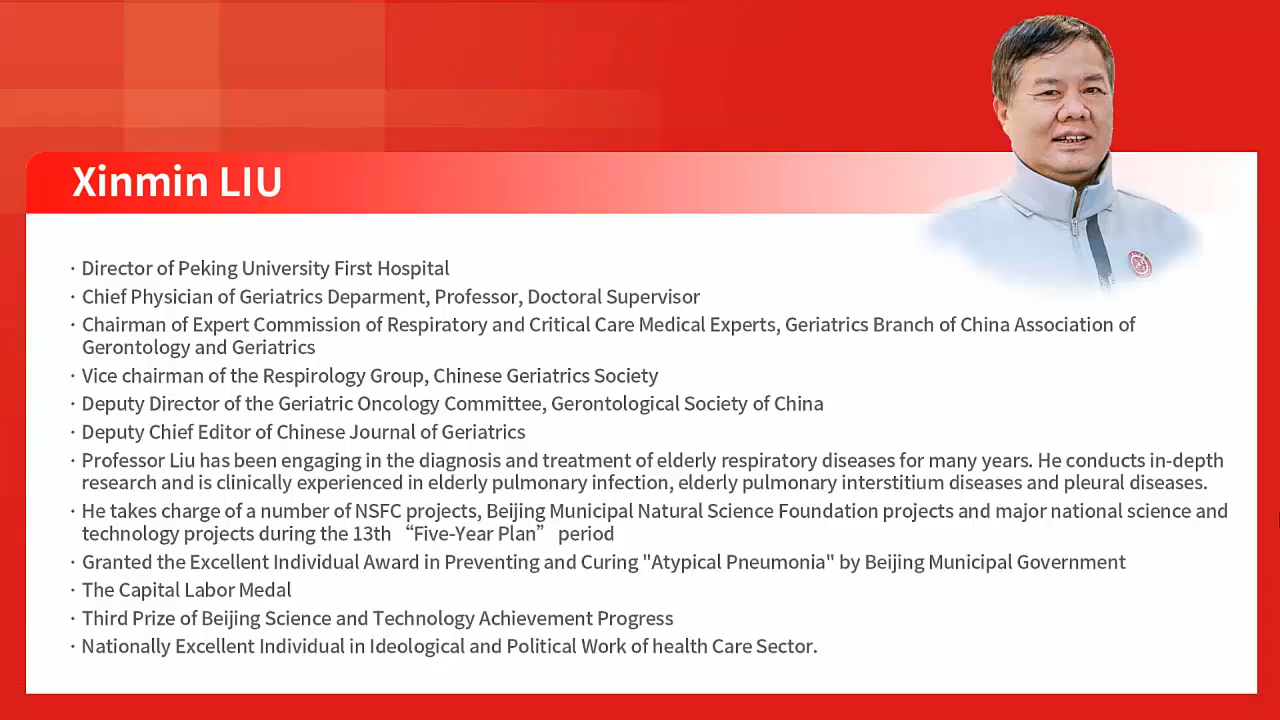 Xinmin LIU
· Director of Peking University First Hospital
· Chief Physician of Geriatrics Deparment, Professor, Doctoral Supervisor
· Chairman of Expert Commission of Respiratory and Critical Care Medical Experts, Geriatrics Branch of China Association of
Gerontology and Geriatrics
· Vice chairman of the Respirology Group, Chinese Geriatrics Society
· Deputy Director of the Geriatric Oncology Committee, Gerontological Society of China
· Deputy Chief Editor of Chinese Journal of Geriatrics
· Professor Liu has been engaging in the diagnosis and treatment of elderly respiratory diseases for many years. He conducts in-depth
research and is clinically experienced in elderly pulmonary infection, elderly pulmonary interstitium diseases and pleural diseases.
· He takes charge of a number of NSFC projects, Beijing Municipal Natural Science Foundation projects and major national science and
technology projects during the 13th “Five-Year Plan” period
· Granted the Excellent Individual Award in Preventing and Curing "Atypical Pneumonia" by Beijing Municipal Government
· The Capital Labor Medal
· Third Prize of Beijing Science and Technology Achievement Progress
· Nationally Excellent Individual in Ideological and Political Work of health Care Sector.